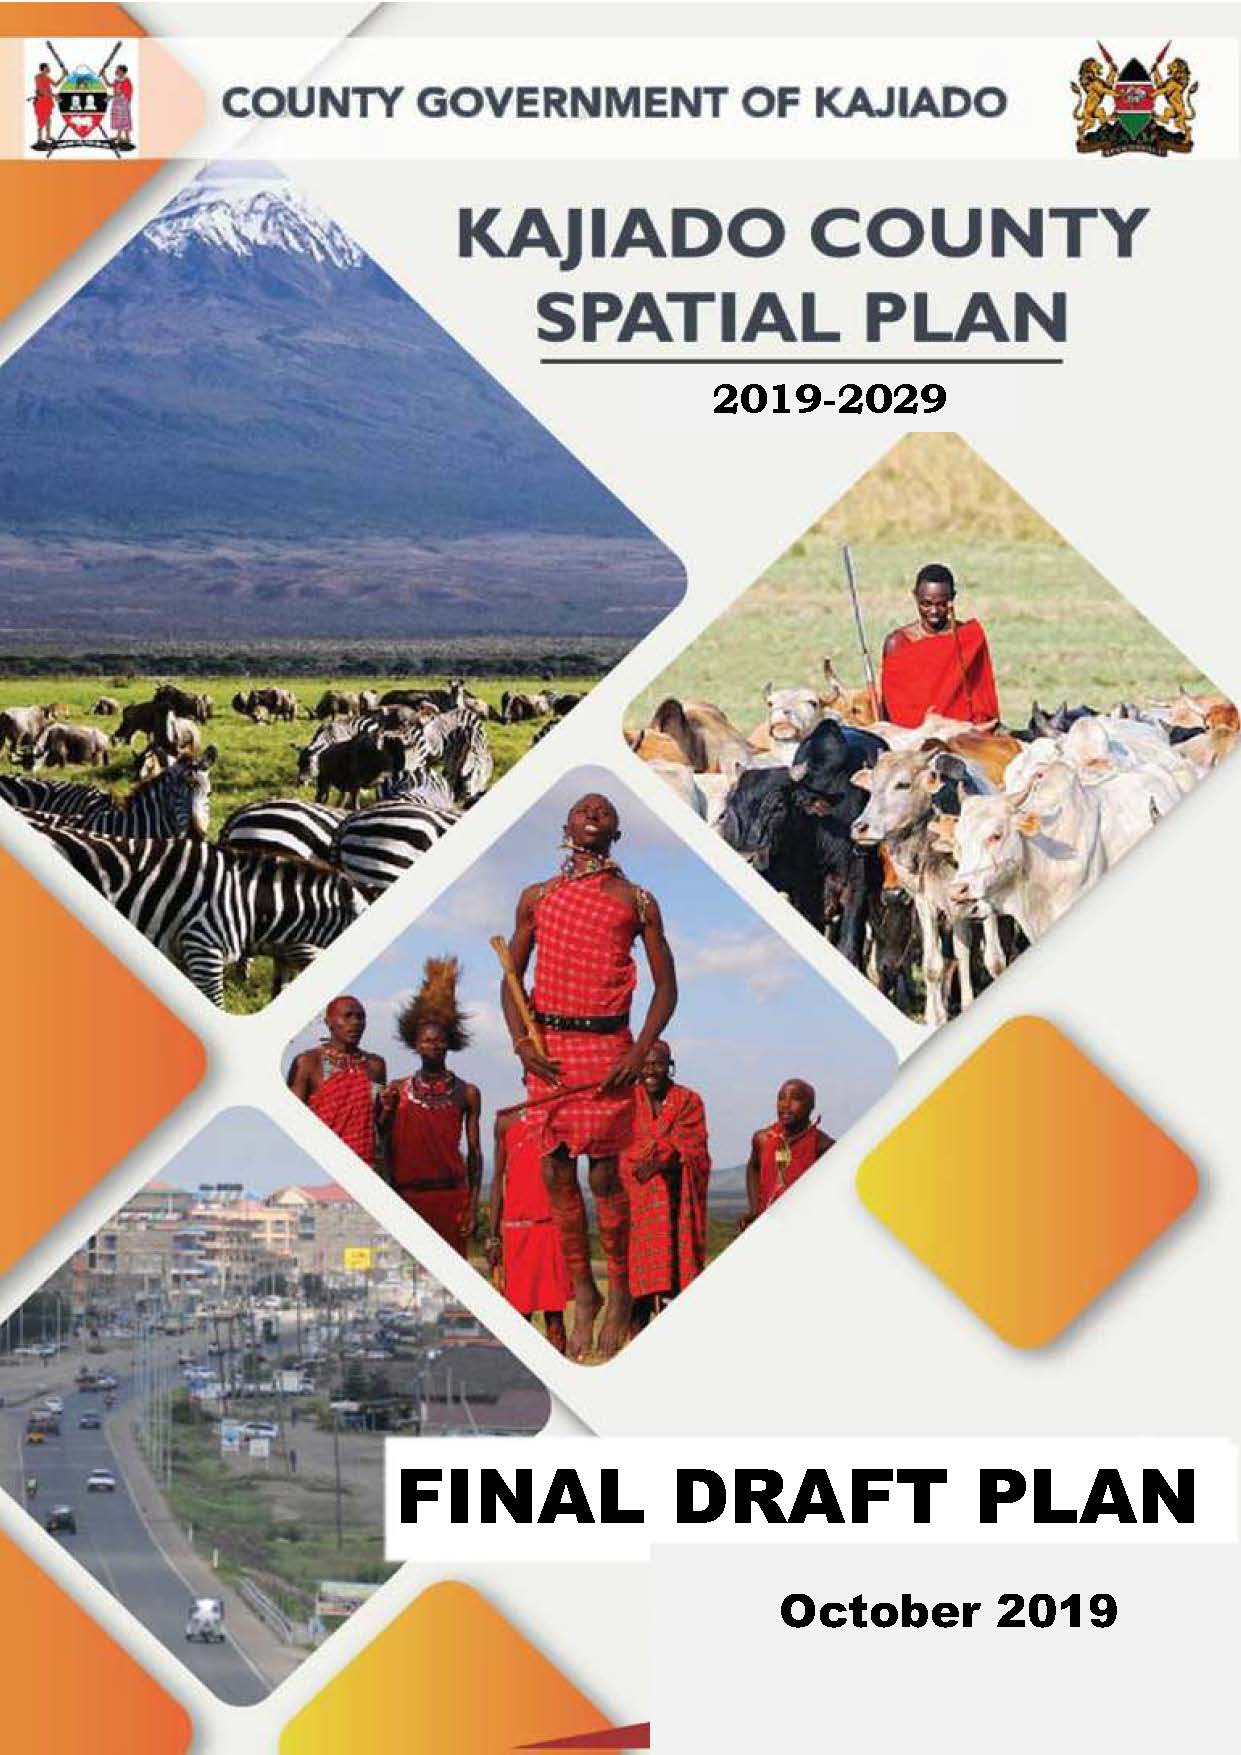 COUNTY GOVERNMENT OF KAJIADO
KAJIADO COUNTY
SPATIAL PLAN
2019-2029
FINAL DRAFT PLAN
October 2019